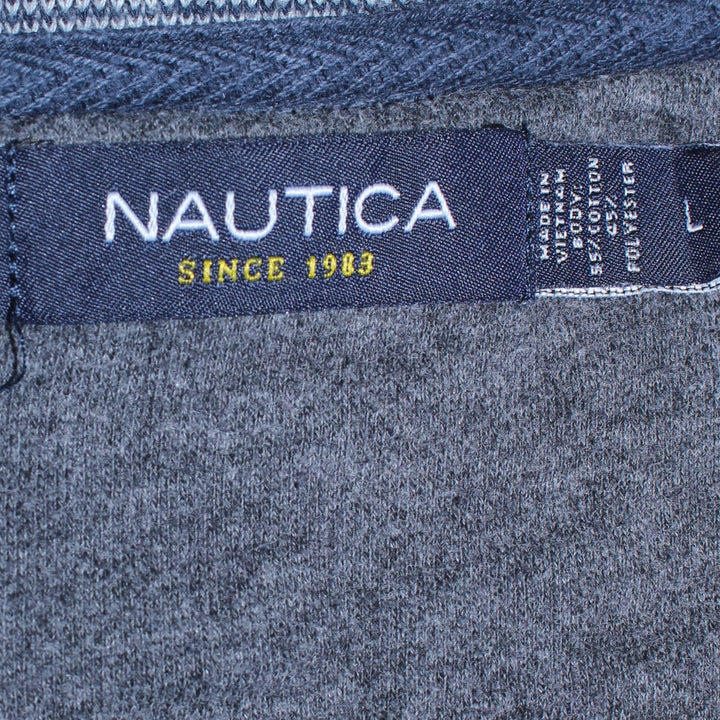 NAUTICA
SINCE 1983
MADE IN
VIETNAM
BODY:
55%COTTON
45%
POLYESTER
L